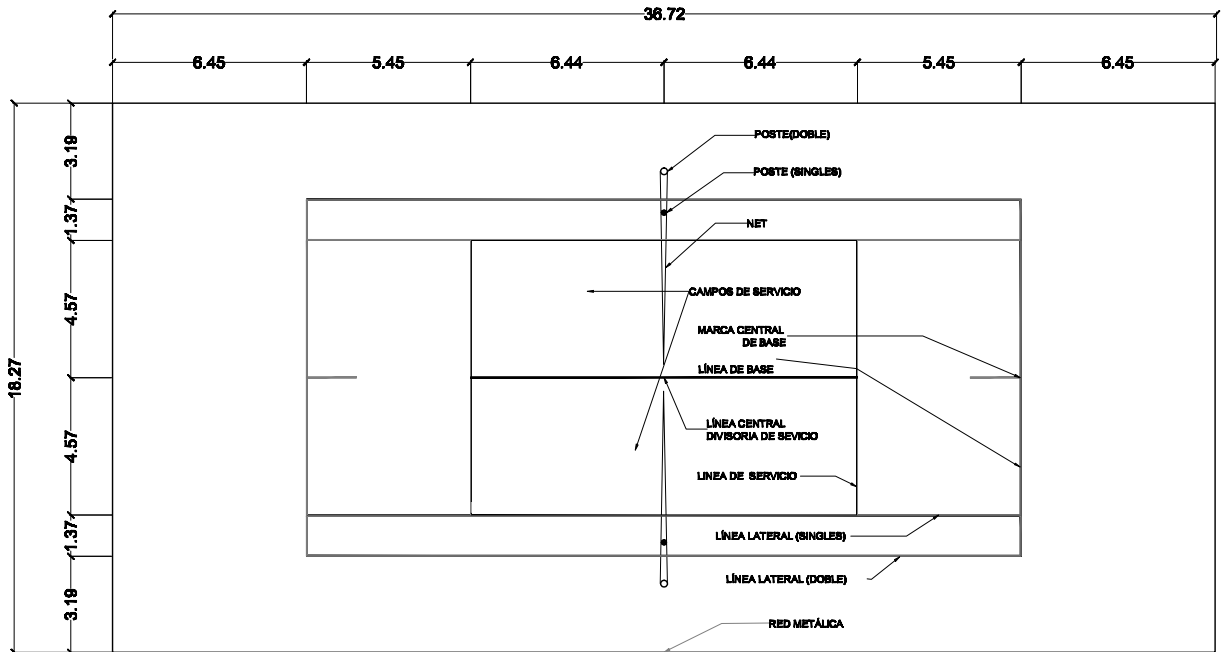 36.72
6.45
5.45
6.44
6.44
5.45
6.45
18.27
3.19
1.37
4.57
4.57
1.37
3.19
POSTE(DOBLE)
POSTE (SINGLES)
NET
CAMPOS DE SERVICIO
MARCA CENTRAL
DE BASE
LÍNEA DE BASE
LÍNEA CENTRAL
DIVISORIA DE SEVICIO
LINEA DE SERVICIO
LÍNEA LATERAL (SINGLES)
LÍNEA LATERAL (DOBLE)
RED METÁLICA